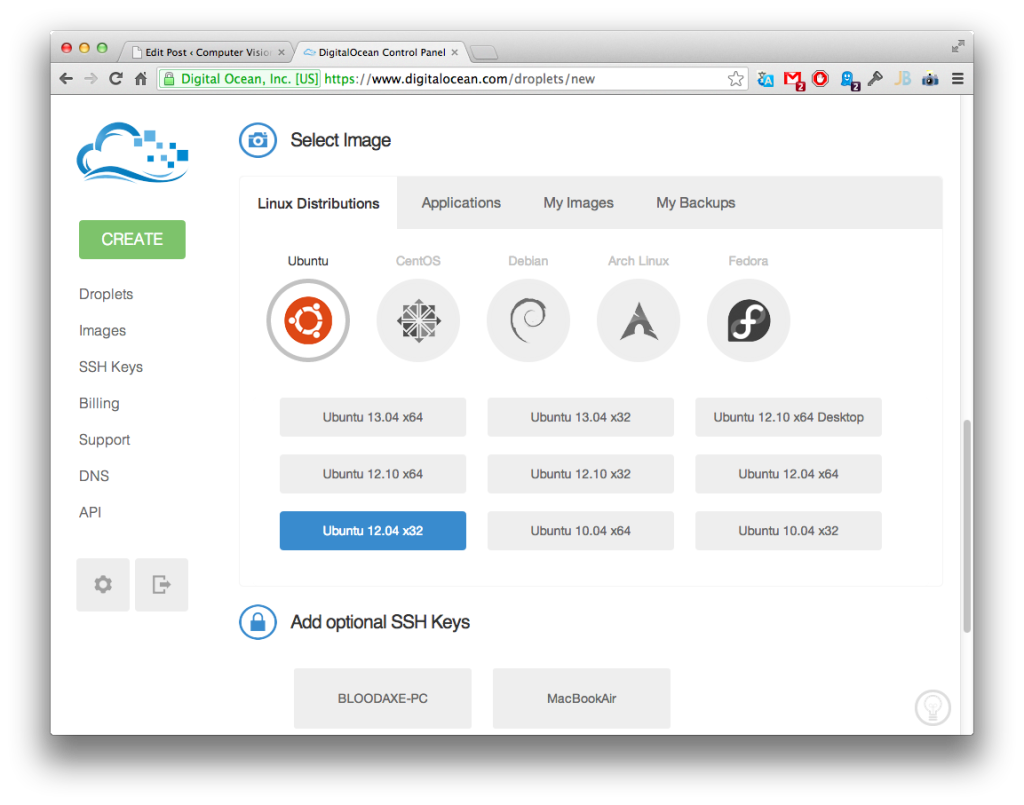 Edit Post ‹ Computer Visio
DigitalOcean Control Panel
Digital Ocean, Inc. [US] https://www.digitalocean.com/droplets/new
2
2
JB
Select Image
Linux Distributions Applications My Images My Backups
CREATE
Ubuntu CentOS Debian Arch Linux Fedora
Droplets
Images
SSH Keys
Billing
Support
DNS
API
Ubuntu 13.04 x64 Ubuntu 13.04 x32 Ubuntu 12.10 x64 Desktop
Ubuntu 12.10 x64 Ubuntu 12.10 x32 Ubuntu 12.04 x64
Ubuntu 12.04 x32 Ubuntu 10.04 x64 Ubuntu 10.04 x32
Add optional SSH Keys
BLOODAXE-PC MacBookAir